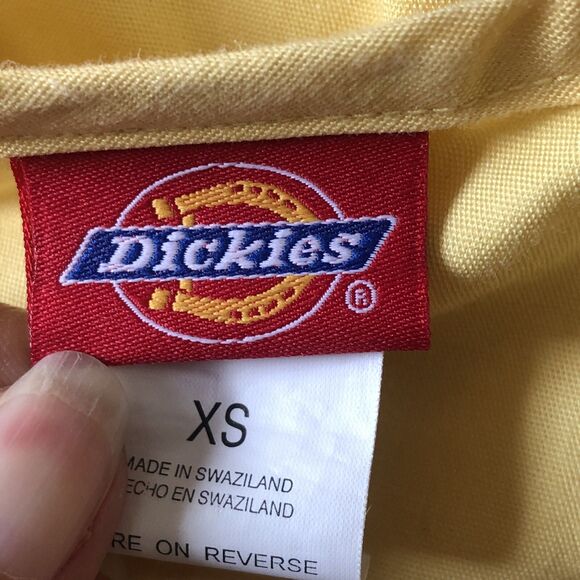 Dickies ®
XS
MADE IN SWAZILAND
ECHO EN SWAZILAND
RE ON REVERSE